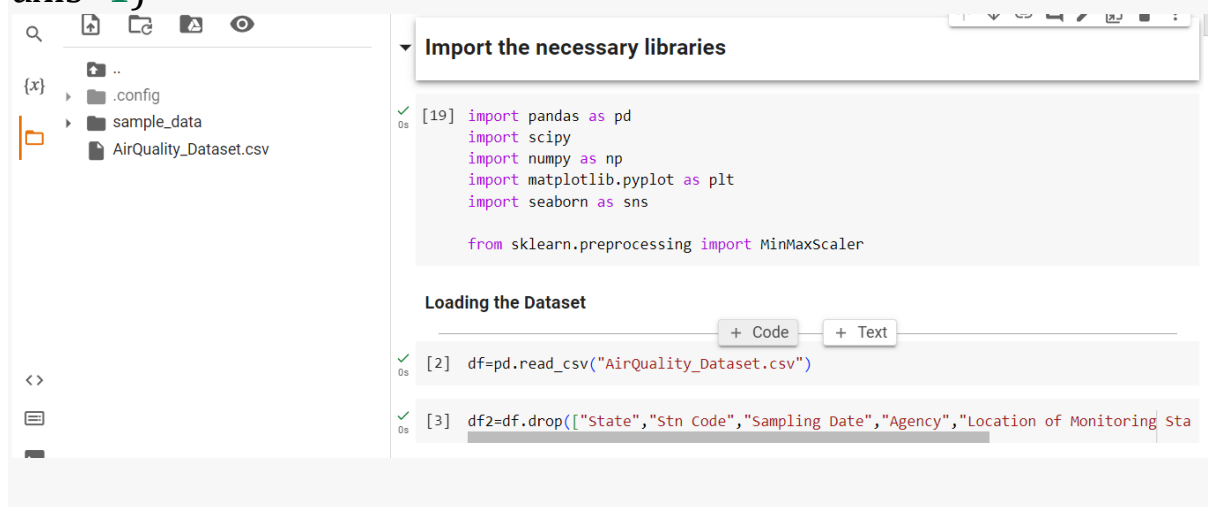 Import the necessary libraries
..
{x}
.config
sample_data
AirQuality_Dataset.csv
0s
[19]
import pandas as pd
import scipy
import numpy as np
import matplotlib.pyplot as plt
import seaborn as sns
from sklearn.preprocessing import MinMaxScaler
Loading the Dataset
+ Code
+ Text
0s
[2]
df=pd.read_csv("AirQuality_Dataset.csv")
<>
0s
[3]
df2=df.drop(["State","Stn Code","Sampling Date","Agency","Location of Monitoring Sta